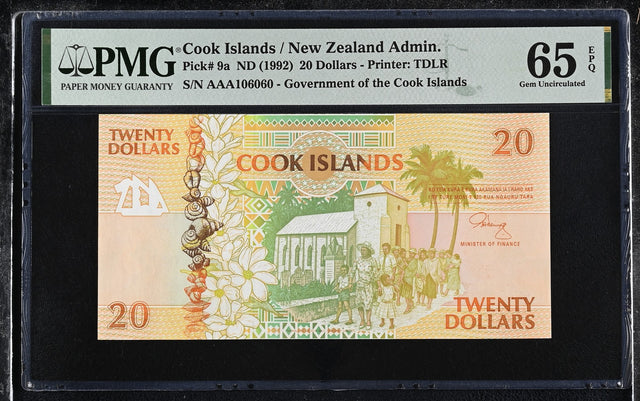 PMG
PAPER MONEY GUARANTY
Cook Islands / New Zealand Admin.
Pick# 9a ND (1992) 20 Dollars - Printer: TDLR
S/N AAA106060 - Government of the Cook Islands
65
EPQ
Gem Uncirculated
TWENTY
DOLLARS
20
COOK ISLANDS
MINISTER OF FINANCE
20
TWENTY
DOLLARS